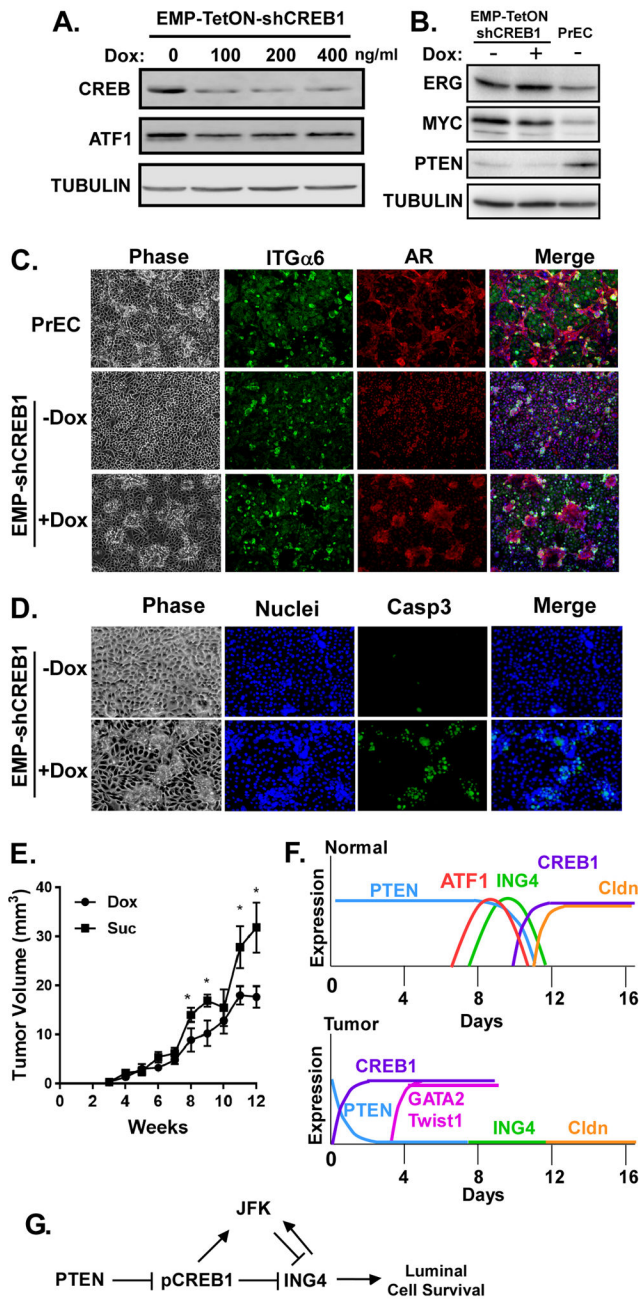 A.
EMP-TetON-shCREB1
Dox: 0 100 200 400 ng/ml
CREB
ATF1
TUBULIN
B.
EMP-TetON
shCREB1 PrEC
Dox: - + -
ERG
MYC
PTEN
TUBULIN
C.
Phase ITGα6 AR Merge
PrEC
EMP-shCREB1
-Dox
+Dox
D.
Phase Nuclei Casp3 Merge
EMP-shCREB1
-Dox
+Dox
E.
Tumor Volume (mm3)
40
30
20
10
0
Dox
Suc
* * * *
0 2 4 6 8 10 12
Weeks
F.
Normal
Expression
PTEN ATF1 ING4 CREB1 Cldn
0 4 8 12 16
Days
Tumor
Expression
CREB1
PTEN
GATA2
Twist1
ING4 Cldn
0 4 8 12 16
Days
G.
JFK
PTEN pCREB1 ING4 Luminal
Cell Survival